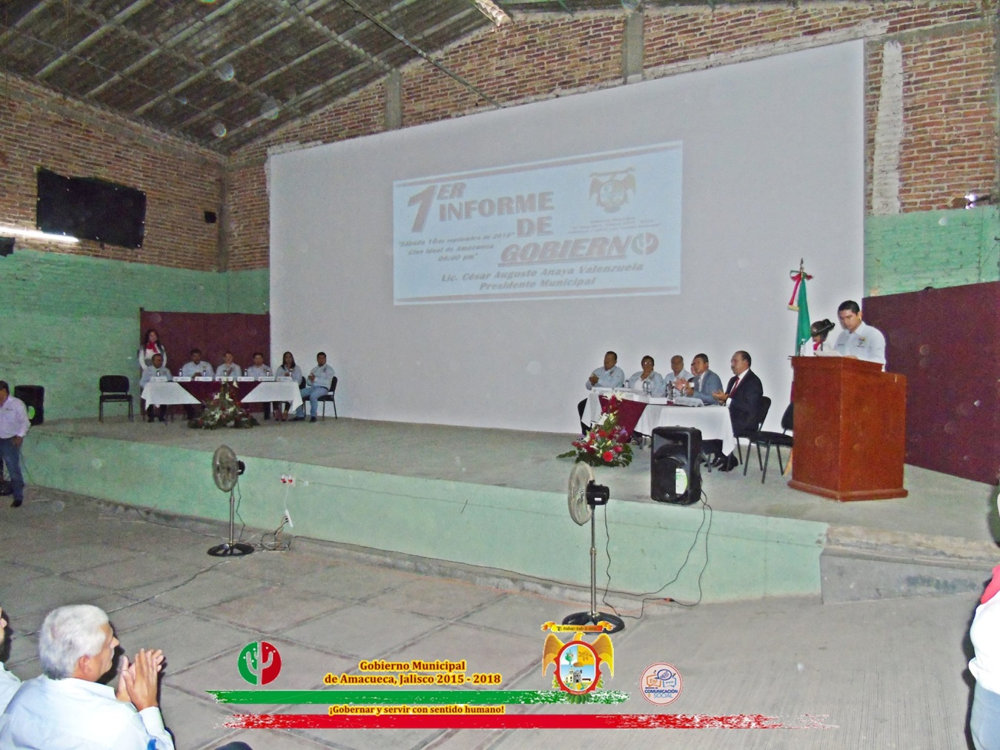 1ER
INFORME
DE
GOBIERNO
"Sábado 10 de septiembre de 2016"
Cine Ideal de Amacueca
06:00 pm"
Lic. César Augusto Anaya Valenzuela
Presidente Municipal
Gobierno Municipal
de Amacueca, Jalisco 2015 - 2018
¡Gobernar y servir con sentido humano!
COMUNICACIÓN
Y SOCIAL